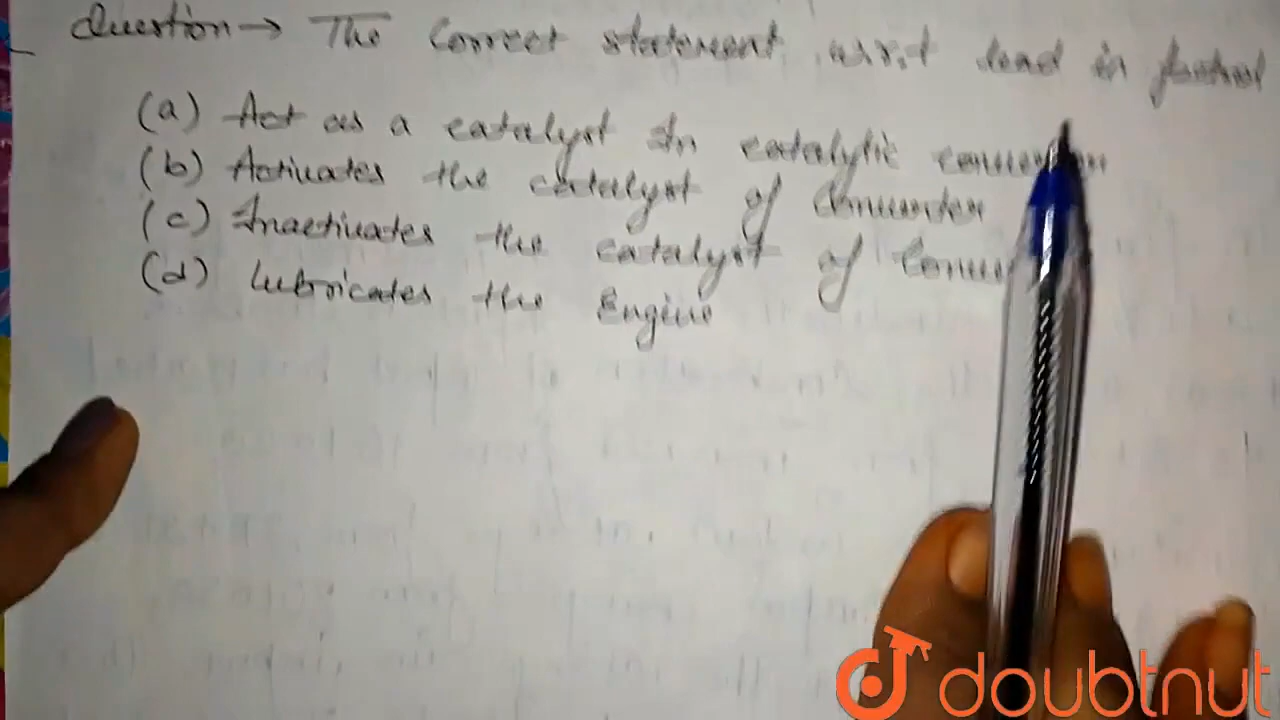 Question → The Correct statement w.r.t lead in petrol
(a) Act as a catalyst In catalytic
(b) Activates the catalyst of Converter
(c) Inactivates the catalyst of
(d) lubricates the Engine
doubtnut